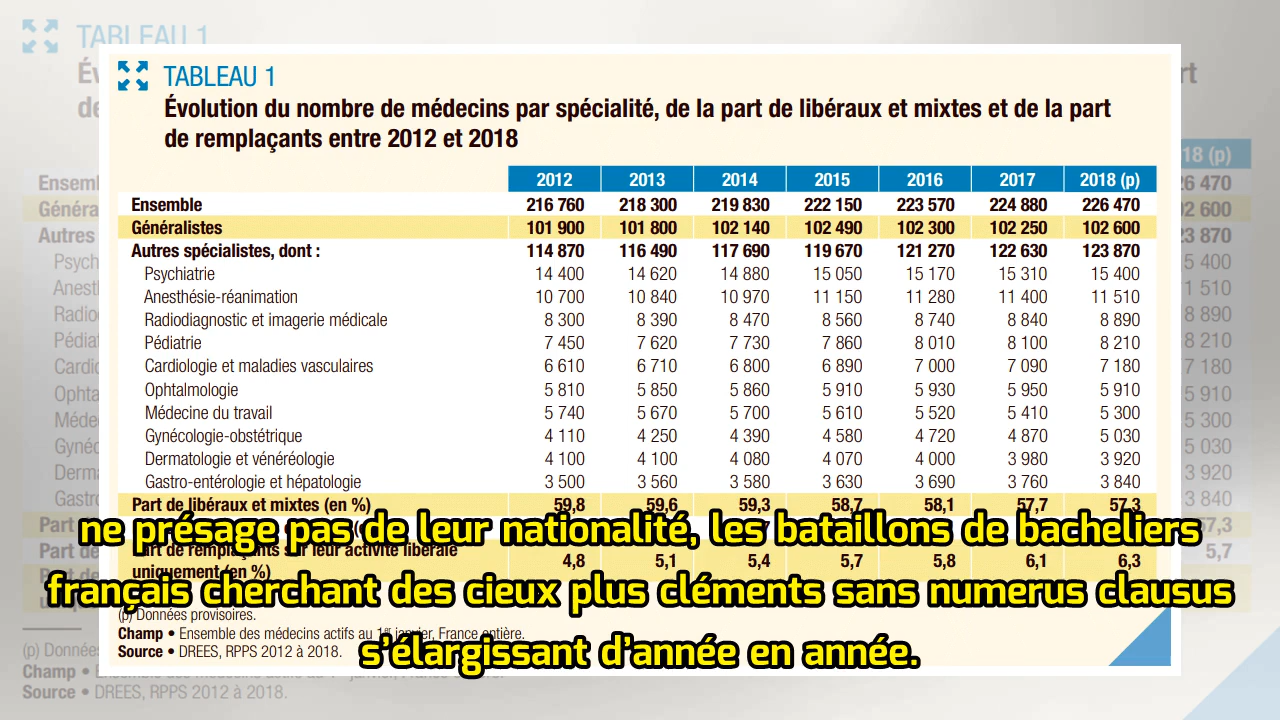 TABLEAU 1
Évolution du nombre de médecins par spécialité, de la part de libéraux et mixtes et de la part
de remplaçants entre 2012 et 2018
2012 2013 2014 2015 2016 2017 2018 (p)
Ensemble 216 760 218 300 219 830 222 150 223 570 224 880 226 470
Généralistes 101 900 101 800 102 140 102 490 102 300 102 250 102 600
Autres spécialistes, dont : 114 870 116 490 117 690 119 670 121 270 122 630 123 870
Psychiatrie 14 400 14 620 14 880 15 050 15 170 15 310 15 400
Anesthésie-réanimation 10 700 10 840 10 970 11 150 11 280 11 400 11 510
Radiodiagnostic et imagerie médicale 8 300 8 390 8 470 8 560 8 740 8 840 8 890
Pédiatrie 7 450 7 620 7 730 7 860 8 010 8 100 8 210
Cardiologie et maladies vasculaires 6 610 6 710 6 800 6 890 7 000 7 090 7 180
Ophtalmologie 5 810 5 850 5 860 5 910 5 930 5 950 5 910
Médecine du travail 5 740 5 670 5 700 5 610 5 520 5 410 5 300
Gynécologie-obstétrique 4 110 4 250 4 390 4 580 4 720 4 870 5 030
Dermatologie et vénéréologie 4 100 4 100 4 080 4 070 4 000 3 980 3 920
Gastro-entérologie et hépatologie 3 500 3 560 3 580 3 630 3 690 3 760 3 840
Part de libéraux et mixtes (en %) 59,8 59,6 59,3 58,7 58,1 57,7 57,3
ne présage pas de leur nationalité, les bataillons de bacheliers
Part de remplaçants sur leur activité libérale
uniquement (en %) 4,8 5,1 5,4 5,7 5,8 6,1 6,3
français cherchant des cieux plus cléments sans numerus clausus
(p) Données provisoires.
Champ • Ensemble des médecins actifs au 1er janvier, France entière.
Source • DREES, RPPS 2012 à 2018.
s'élargissant d'année en année.